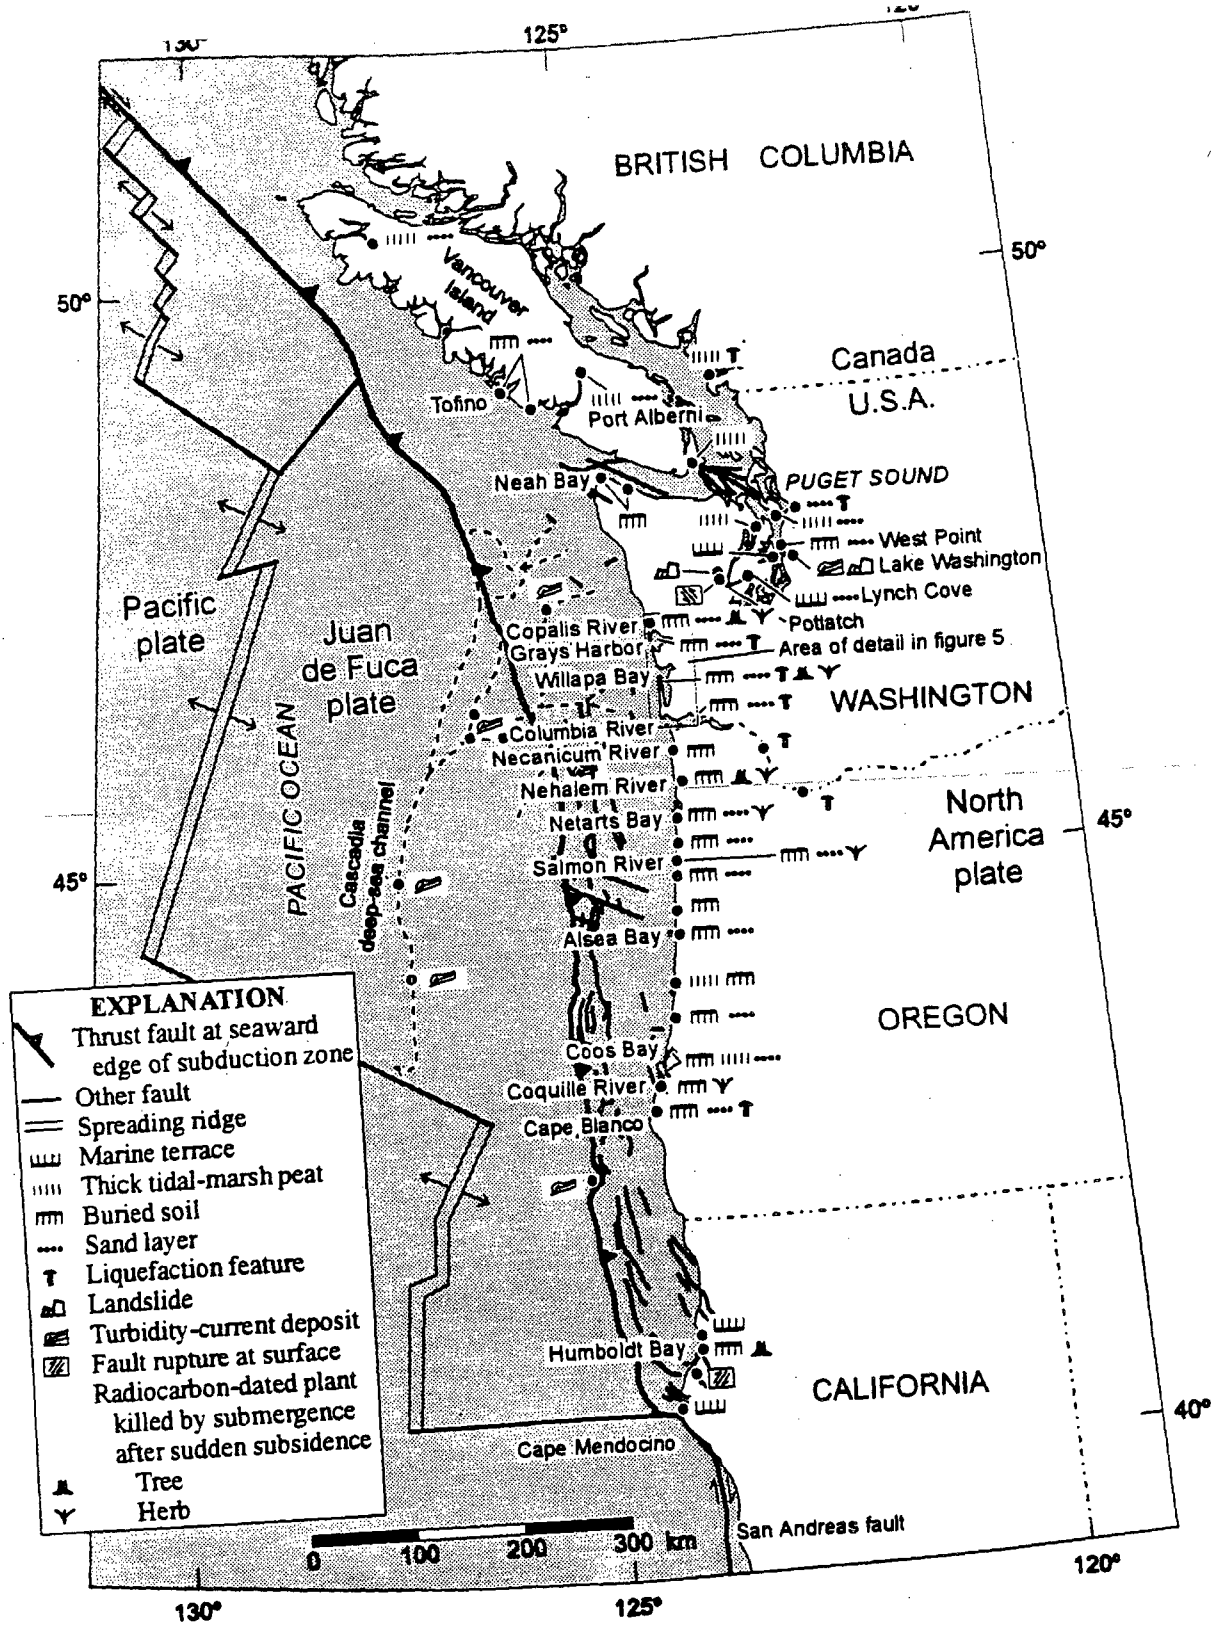 130°
125°
120°
BRITISH COLUMBIA
50°
50°
Vancouver
Island
Canada
U.S.A.
Tofino
Port Alberni
Neah Bay
PUGET SOUND
West Point
Lake Washington
Lynch Cove
Potlatch
Pacific
plate
Juan
de Fuca
plate
Copalis River
Grays Harbor
Area of detail in figure 5
Willapa Bay
WASHINGTON
Columbia River
Necanicum River
Nehalem River
Netarts Bay
Salmon River
North
America
plate
45°
45°
PACIFIC OCEAN
Cascadia
deep-sea channel
Alsea Bay
OREGON
Coos Bay
Coquille River
Cape Blanco
EXPLANATION
Thrust fault at seaward
edge of subduction zone
Other fault
Spreading ridge
Marine terrace
Thick tidal-marsh peat
Buried soil
Sand layer
Liquefaction feature
Landslide
Turbidity-current deposit
Fault rupture at surface
Radiocarbon-dated plant
killed by submergence
after sudden subsidence
Tree
Herb
Humboldt Bay
CALIFORNIA
40°
Cape Mendocino
San Andreas fault
0 100 200 300 km
130°
125°
120°